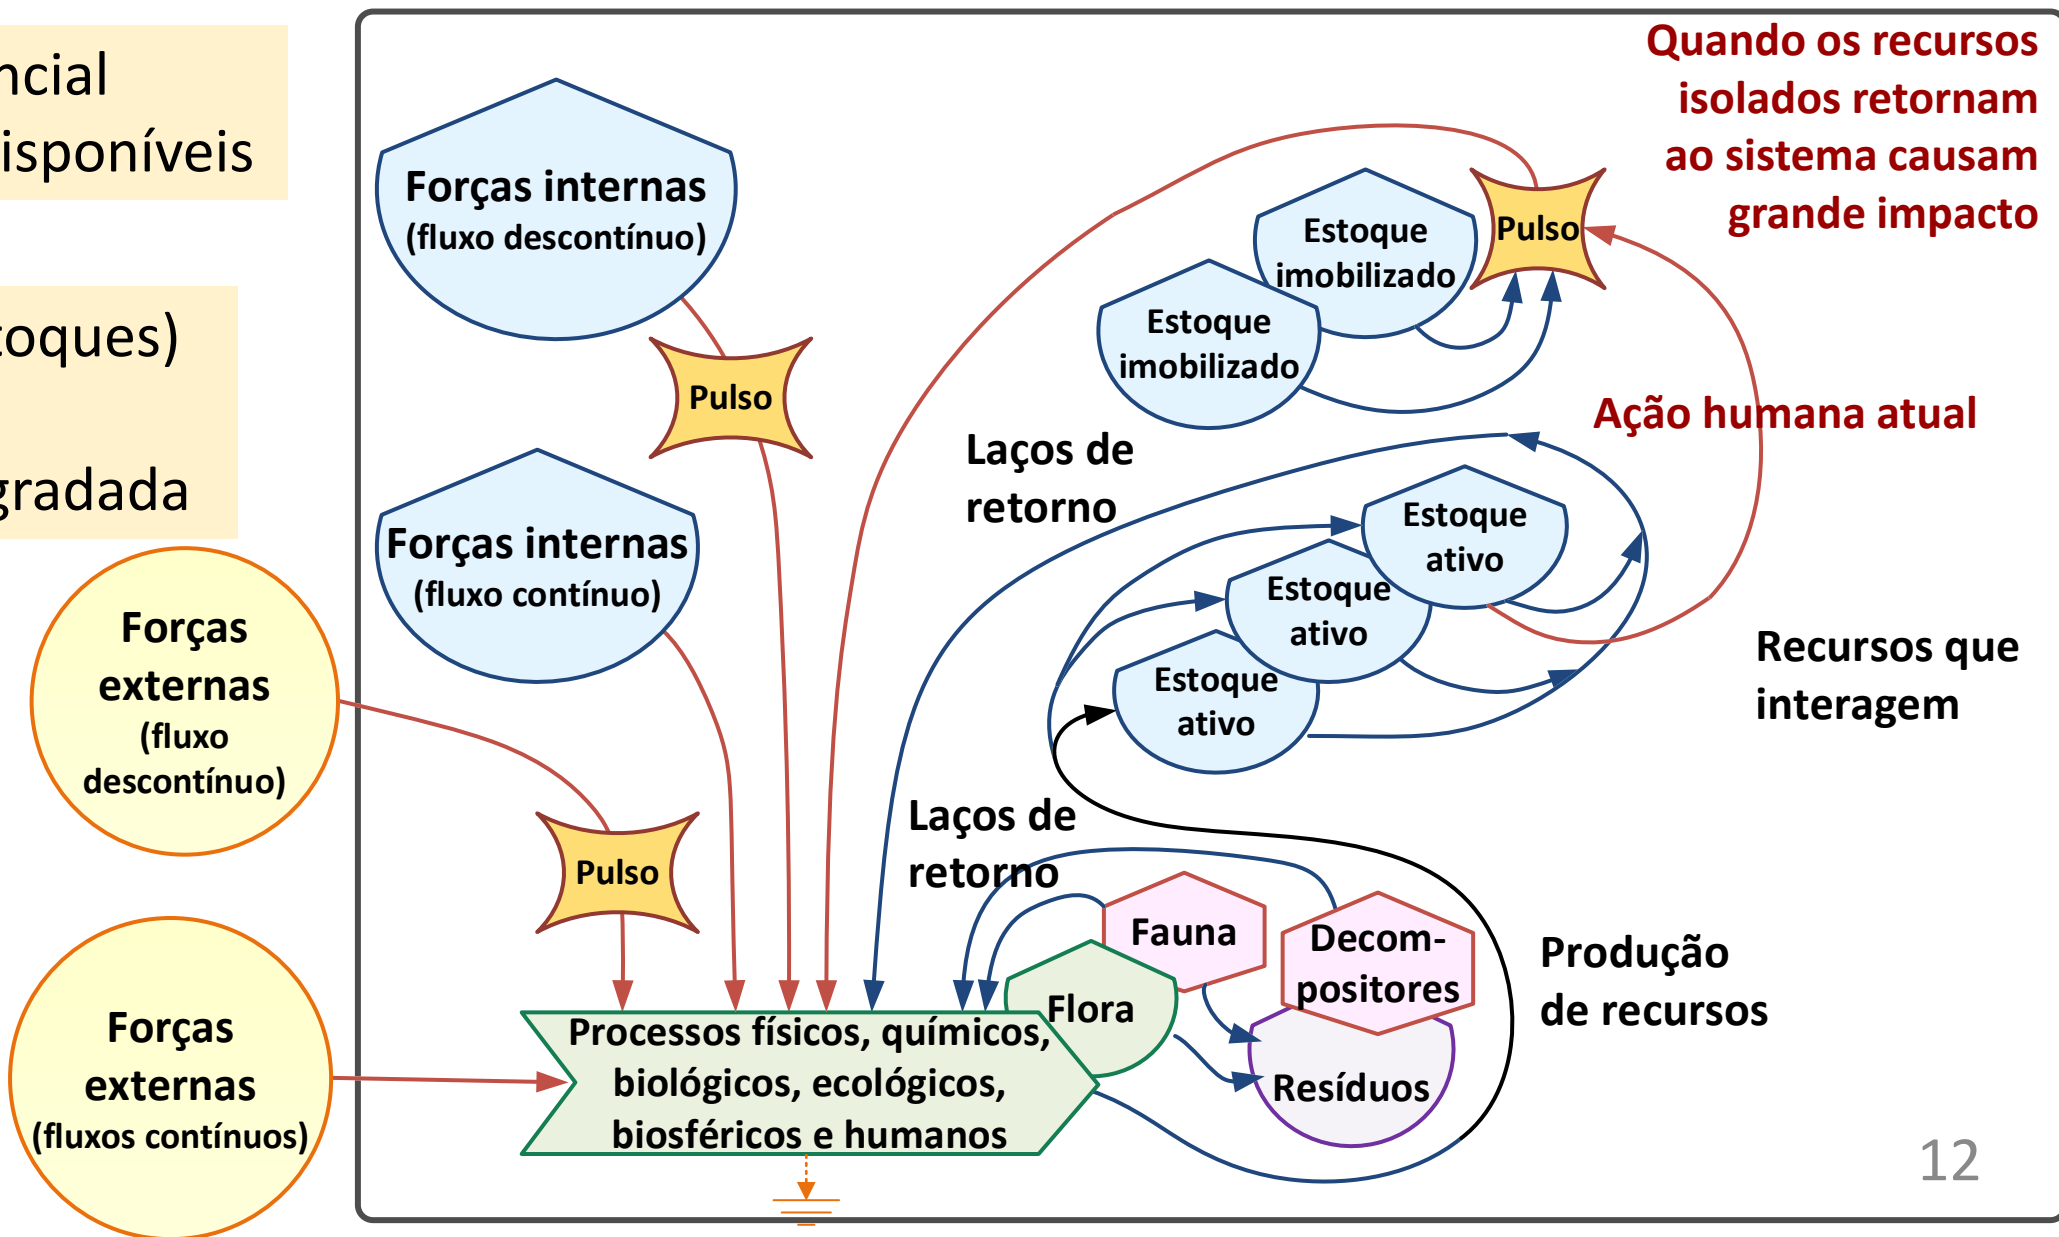 ncial
isponíveis
toques)
gradada
Forças internas
(fluxo descontínuo)
Pulso
Forças internas
(fluxo contínuo)
Forças
externas
(fluxo
descontínuo)
Pulso
Forças
externas
(fluxos contínuos)
Quando os recursos
isolados retornam
ao sistema causam
grande impacto
Estoque
imobilizado
Pulso
Estoque
imobilizado
Ação humana atual
Laços de
retorno
Estoque
ativo
Estoque
ativo
Estoque
ativo
Recursos que
interagem
Laços de
retorno
Fauna
Decom-
positores
Flora
Resíduos
Produção
de recursos
Processos físicos, químicos,
biológicos, ecológicos,
biosféricos e humanos
12